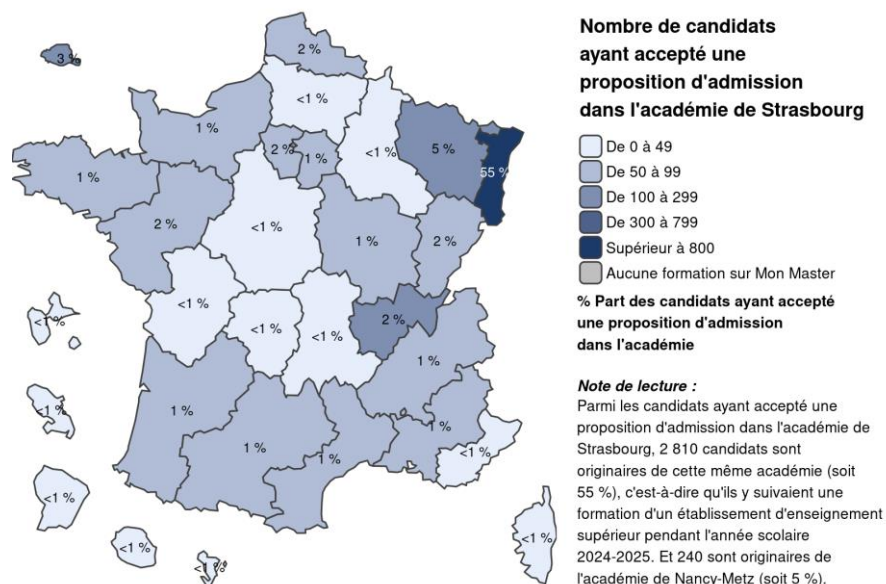 Nombre de candidats
ayant accepté une
proposition d'admission
dans l'académie de Strasbourg
De 0 à 49
De 50 à 99
De 100 à 299
De 300 à 799
Supérieur à 800
Aucune formation sur Mon Master
% Part des candidats ayant accepté
une proposition d'admission
dans l'académie
Note de lecture :
Parmi les candidats ayant accepté une
proposition d'admission dans l'académie de
Strasbourg, 2 810 candidats sont
originaires de cette même académie (soit
55 %), c'est-à-dire qu'ils y suivaient une
formation d'un établissement d'enseignement
supérieur pendant l'année scolaire
2024-2025. Et 240 sont originaires de
l'académie de Nancy-Metz (soit 5 %).
3 %
2 %
<1 %
1 %
2 %
1 %
<1 %
5 %
55 %
1 %
2 %
<1 %
1 %
2 %
<1 %
<1 %
<1 %
<1 %
2 %
1 %
<1 %
1 %
1 %
1 %
1 %
<1 %
<1 %
<1 %
<1 %
<1 %